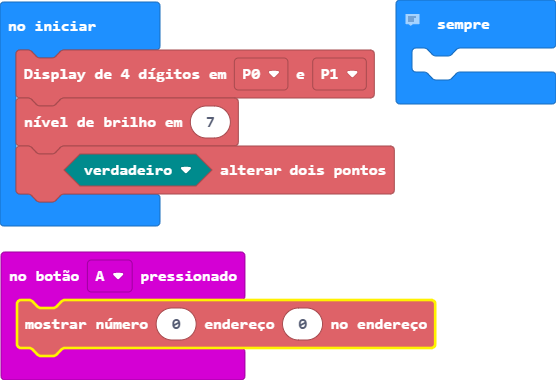 no iniciar
Display de 4 dígitos em P0 e P1
nível de brilho em 7
verdadeiro alterar dois pontos
sempre
no botão A pressionado
mostrar número 0 endereço 0 no endereço